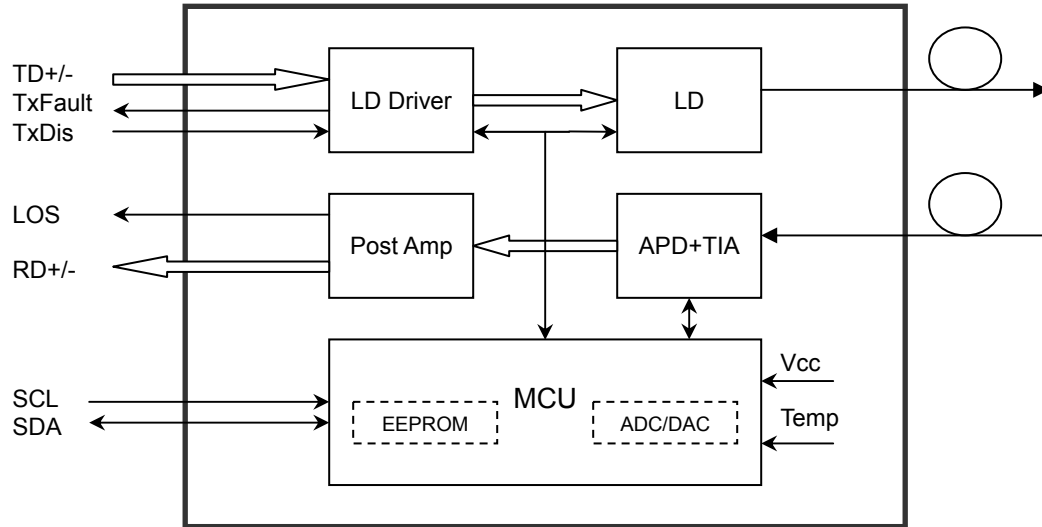 TD+/-
TxFault
TxDis
LD Driver
LD
LOS
RD+/-
Post Amp
APD+TIA
SCL
SDA
MCU
EEPROM
ADC/DAC
Vcc
Temp